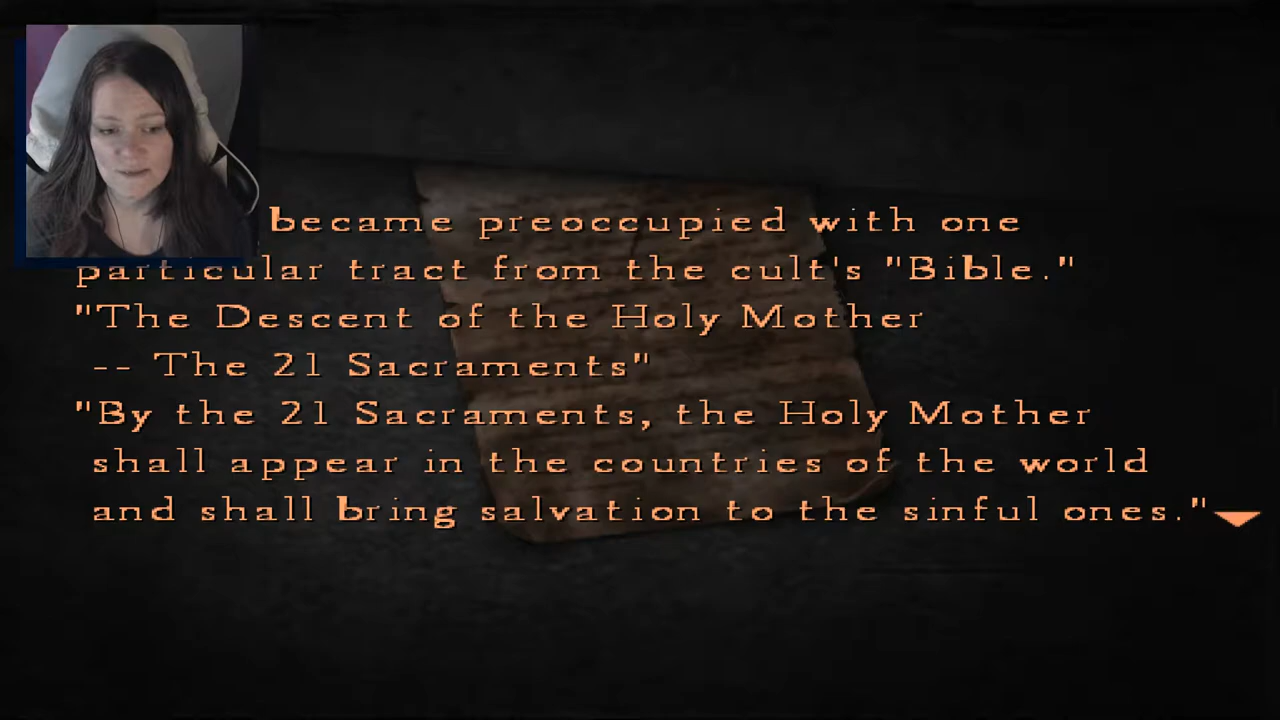 became preoccupied with one
particular tract from the cult's "Bible."
"The Descent of the Holy Mother
-- The 21 Sacraments"
"By the 21 Sacraments, the Holy Mother
shall appear in the countries of the world
and shall bring salvation to the sinful ones."